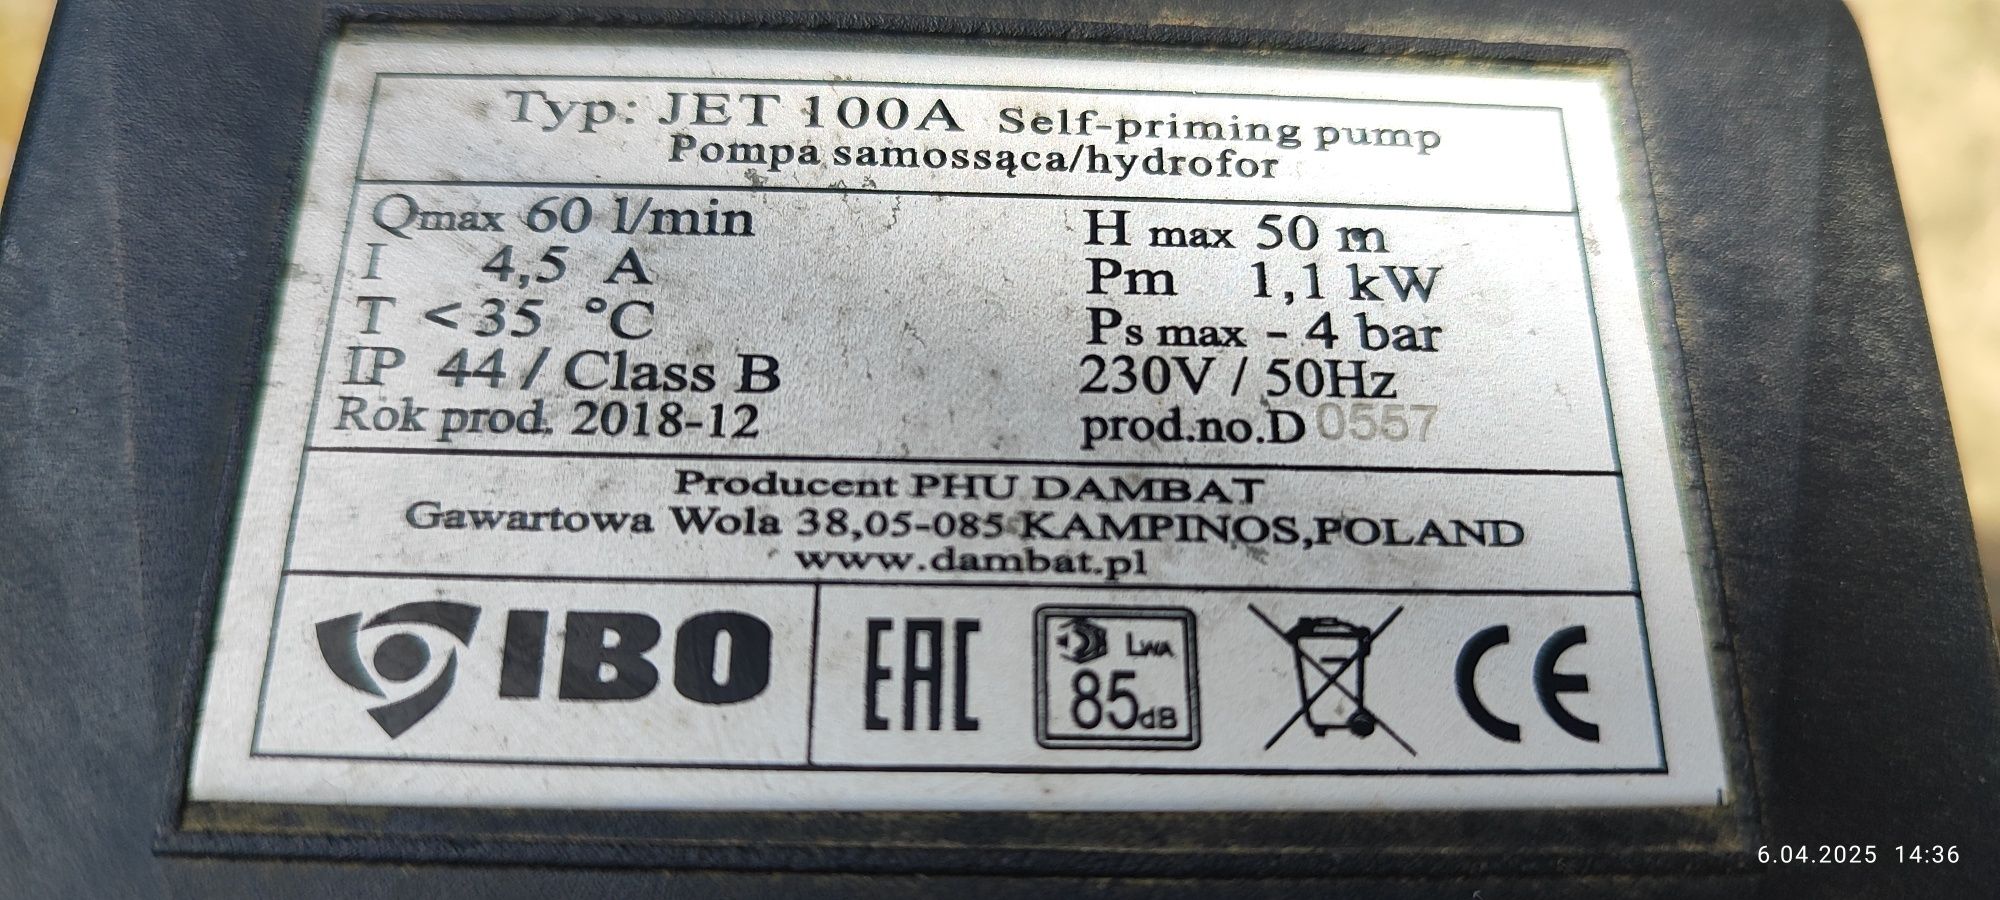 Typ: JET 100A Self-priming pump
Pompa samossąca/hydrofor
Qmax 60 l/min
H max 50 m
I 4,5 A
Pm 1,1 kW
T <35 °C
Ps max - 4 bar
IP 44 / Class B
230V / 50Hz
Rok prod. 2018-12
prod.no.D 0557
Producent PHU DAMBAT
Gawartowa Wola 38,05-085 KAMPINOS,POLAND
www.dambat.pl
IBO
EAC
LWA
85dB
CE
6.04.2025 14:36